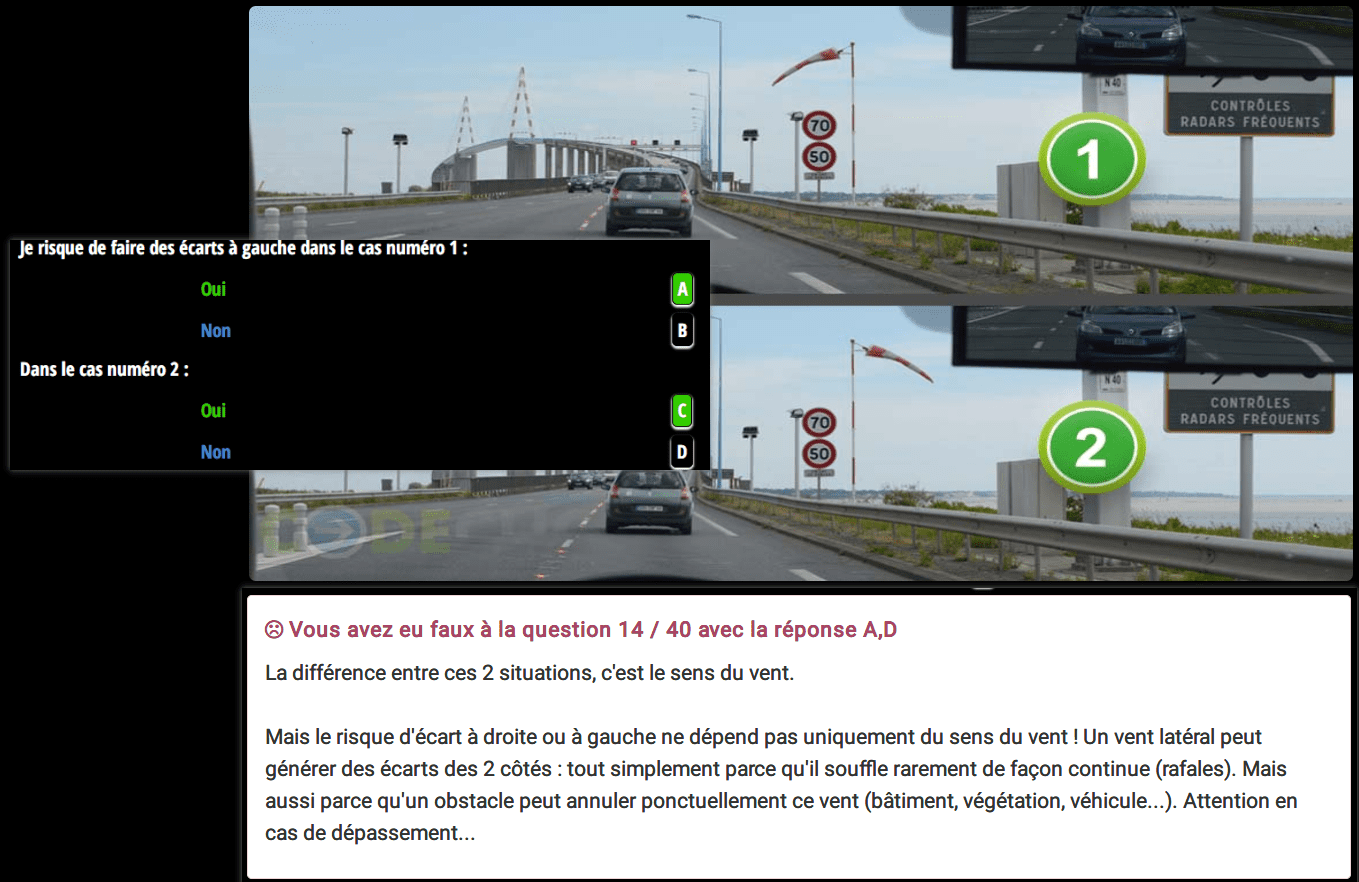 N 40
CONTRÔLES
RADARS FRÉQUENTS
70
50
1
Je risque de faire des écarts à gauche dans le cas numéro 1 :
Oui A
Non B
Dans le cas numéro 2 :
Oui C
Non D
N 40
CONTRÔLES
RADARS FRÉQUENTS
70
50
2
CODE
Vous avez eu faux à la question 14 / 40 avec la réponse A,D
La différence entre ces 2 situations, c'est le sens du vent.
Mais le risque d'écart à droite ou à gauche ne dépend pas uniquement du sens du vent ! Un vent latéral peut
générer des écarts des 2 côtés : tout simplement parce qu'il souffle rarement de façon continue (rafales). Mais
aussi parce qu'un obstacle peut annuler ponctuellement ce vent (bâtiment, végétation, véhicule...). Attention en
cas de dépassement...